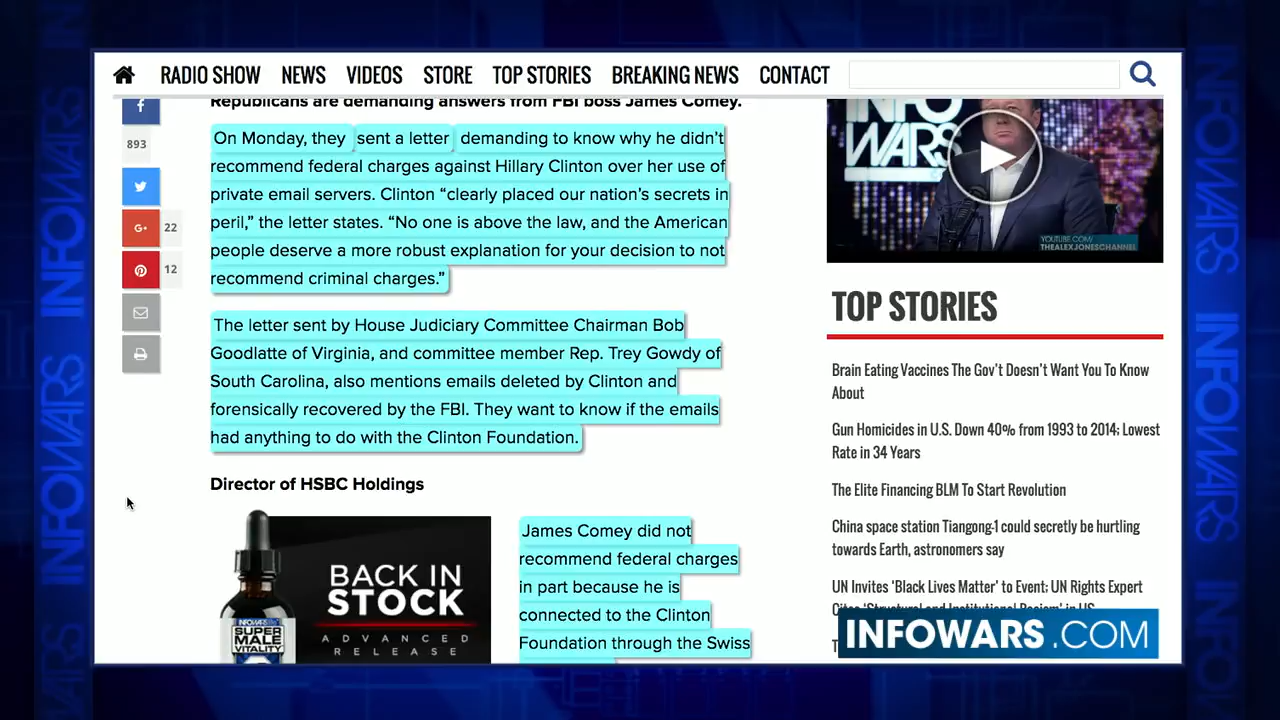 RADIO SHOW NEWS VIDEOS STORE TOP STORIES BREAKING NEWS CONTACT
Republicans are demanding answers from FBI boss James Comey.
893
22
12
On Monday, they sent a letter demanding to know why he didn't
recommend federal charges against Hillary Clinton over her use of
private email servers. Clinton “clearly placed our nation's secrets in
peril,” the letter states. “No one is above the law, and the American
people deserve a more robust explanation for your decision to not
recommend criminal charges.”
The letter sent by House Judiciary Committee Chairman Bob
Goodlatte of Virginia, and committee member Rep. Trey Gowdy of
South Carolina, also mentions emails deleted by Clinton and
forensically recovered by the FBI. They want to know if the emails
had anything to do with the Clinton Foundation.
Director of HSBC Holdings
BACK IN
STOCK
ADVANCED
RELEASE
INFOWARS
SUPER
MALE
VITALITY
James Comey did not
recommend federal charges
in part because he is
connected to the Clinton
Foundation through the Swiss
INFO
WARS
YOUTUBE.COM/
THEALEXJONESCHANNEL
TOP STORIES
Brain Eating Vaccines The Gov't Doesn't Want You To Know
About
Gun Homicides in U.S. Down 40% from 1993 to 2014; Lowest
Rate in 34 Years
The Elite Financing BLM To Start Revolution
China space station Tiangong-1 could secretly be hurtling
towards Earth, astronomers say
UN Invites ‘Black Lives Matter’ to Event; UN Rights Expert
Cites ‘Structural and Institutional Racism’ in US
INFOWARS.COM
INFOWARS
INFOWARS
INFOWARS
INFOWARS